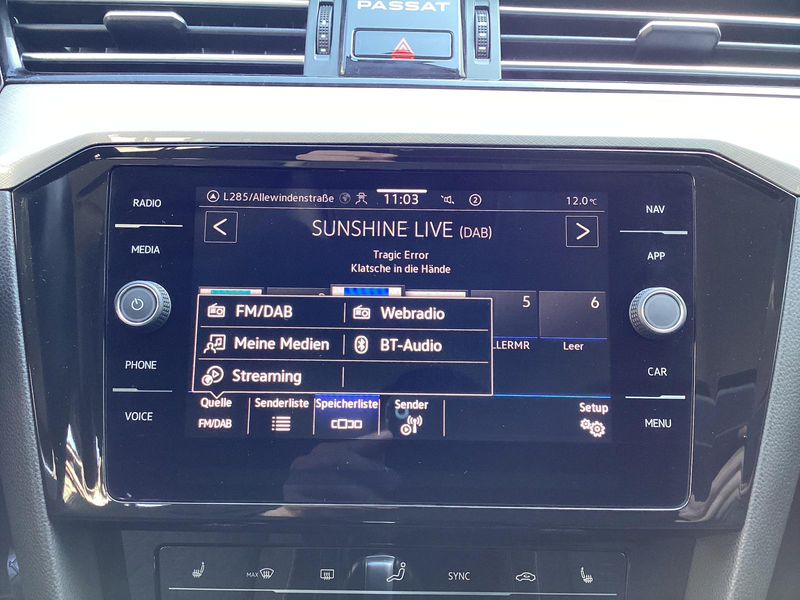 PASSAT
RADIO
MEDIA
PHONE
VOICE
L285/Allewindenstraße 11:03 2 12.0°C
SUNSHINE LIVE (DAB)
Tragic Error
Klatsche in die Hände
5 6
LLERMR Leer
FM/DAB Webradio
Meine Medien BT-Audio
Streaming
Quelle Senderliste Speicherliste Sender Setup
FM/DAB
NAV
APP
CAR
MENU
MAX SYNC